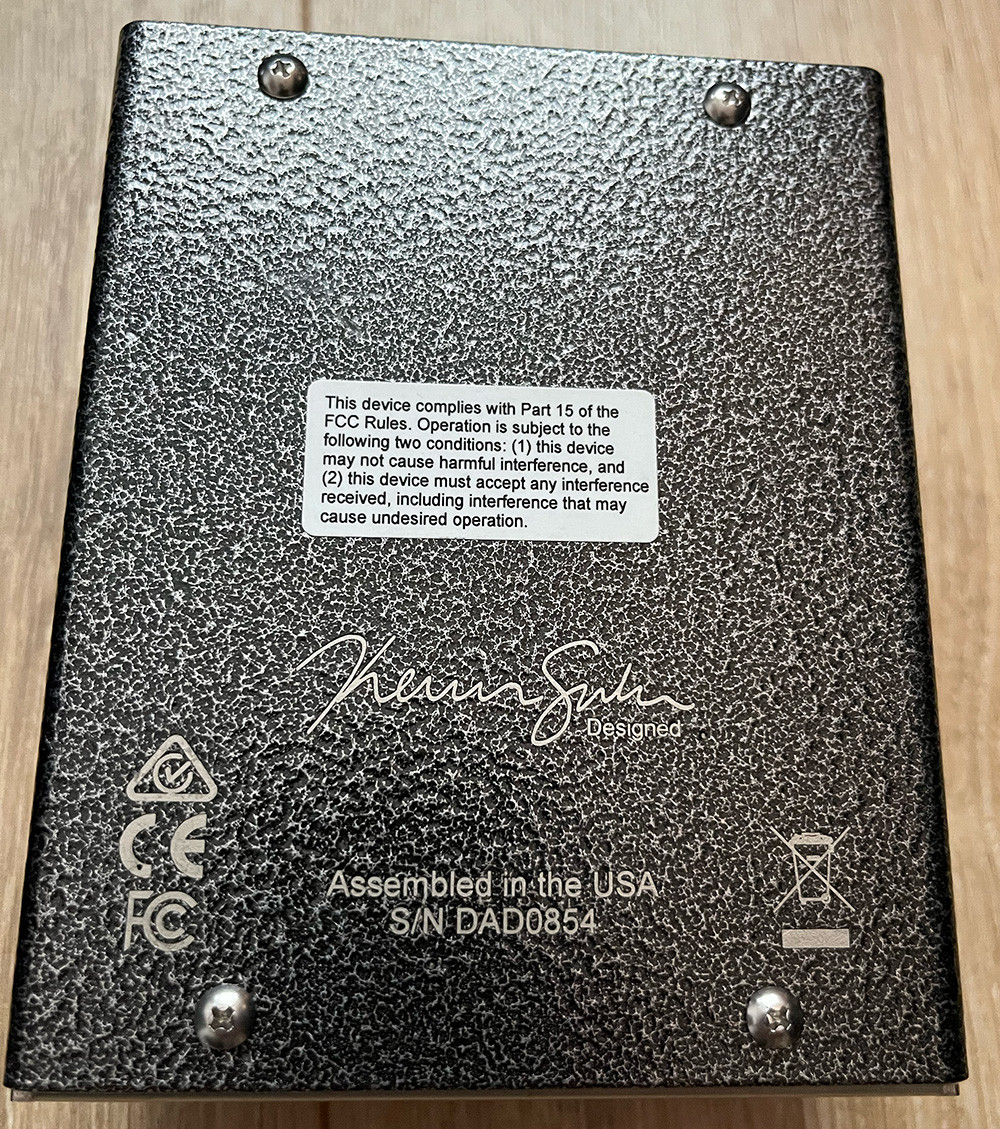 This device complies with Part 15 of the
FCC Rules. Operation is subject to the
following two conditions: (1) this device
may not cause harmful interference, and
(2) this device must accept any interference
received, including interference that may
cause undesired operation.
Designed
CE
FC
Assembled in the USA
S/N DAD0854